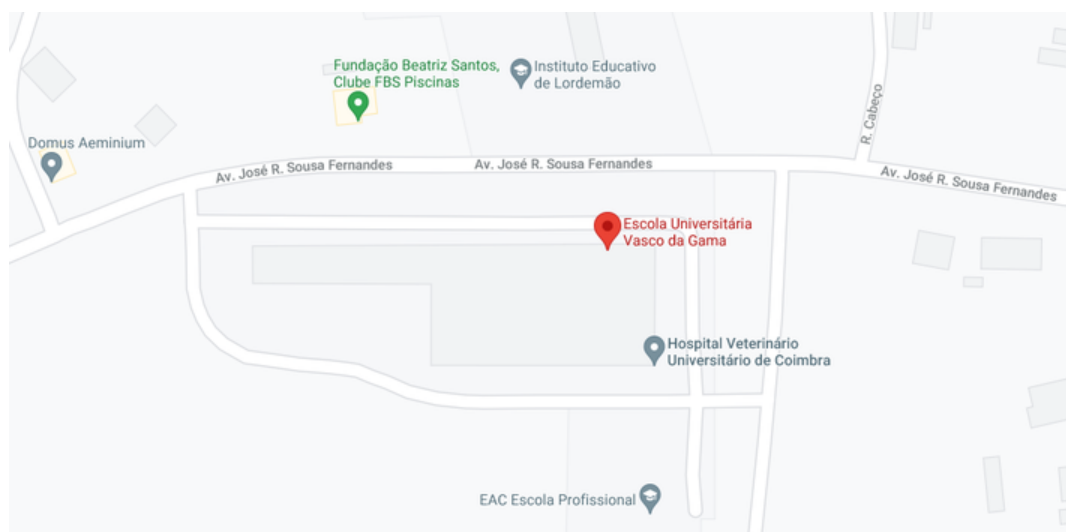 Fundação Beatriz Santos,
Clube FBS Piscinas
Instituto Educativo
de Lordemão
R. Cabeço
Domus Aeminium
Av. José R. Sousa Fernandes
Av. José R. Sousa Fernandes
Av. José R. Sousa Fernandes
Escola Universitária
Vasco da Gama
Hospital Veterinário
Universitário de Coimbra
EAC Escola Profissional